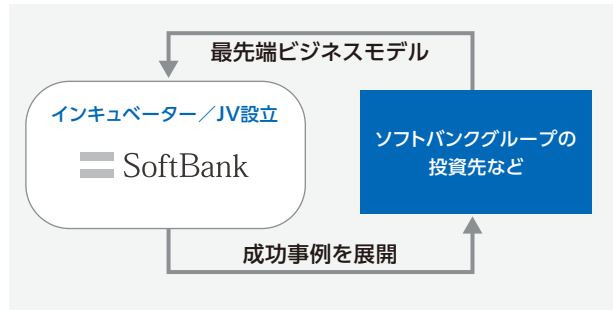 最先端ビジネスモデル
インキュベーター／JV設立
SoftBank
ソフトバンクグループの
投資先など
成功事例を展開